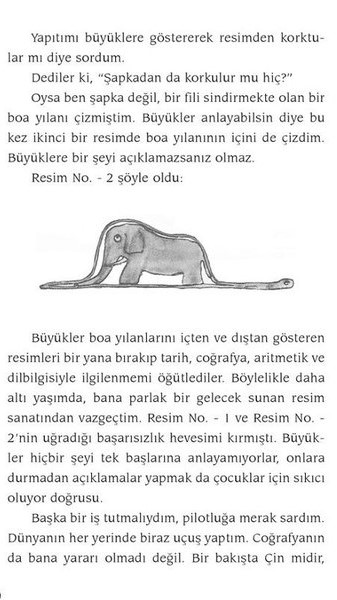 Yapıtımı büyüklere göstererek resimden korktu-
lar mı diye sordum.
Dediler ki, “Şapkadan da korkulur mu hiç?”
Oysa ben şapka değil, bir fili sindirmekte olan bir
boa yılanı çizmiştim. Büyükler anlayabilsin diye bu
kez ikinci bir resimde boa yılanının içini de çizdim.
Büyüklere bir şeyi açıklamazsanız olmaz.
Resim No. - 2 şöyle oldu:
Büyükler boa yılanlarını içten ve dıştan gösteren
resimleri bir yana bırakıp tarih, coğrafya, aritmetik ve
dilbilgisiyle ilgilenmemi öğütlediler. Böylelikle daha
altı yaşımda, bana parlak bir gelecek sunan resim
sanatından vazgeçtim. Resim No. - 1 ve Resim No. -
2’nin uğradığı başarısızlık hevesimi kırmıştı. Büyük-
ler hiçbir şeyi tek başlarına anlayamıyorlar, onlara
durmadan açıklamalar yapmak da çocuklar için sıkıcı
oluyor doğrusu.
Başka bir iş tutmalıydım, pilotluğa merak sardım.
Dünyanın her yerinde biraz uçuş yaptım. Coğrafyanın
da bana yararı olmadı değil. Bir bakışta Çin midir,